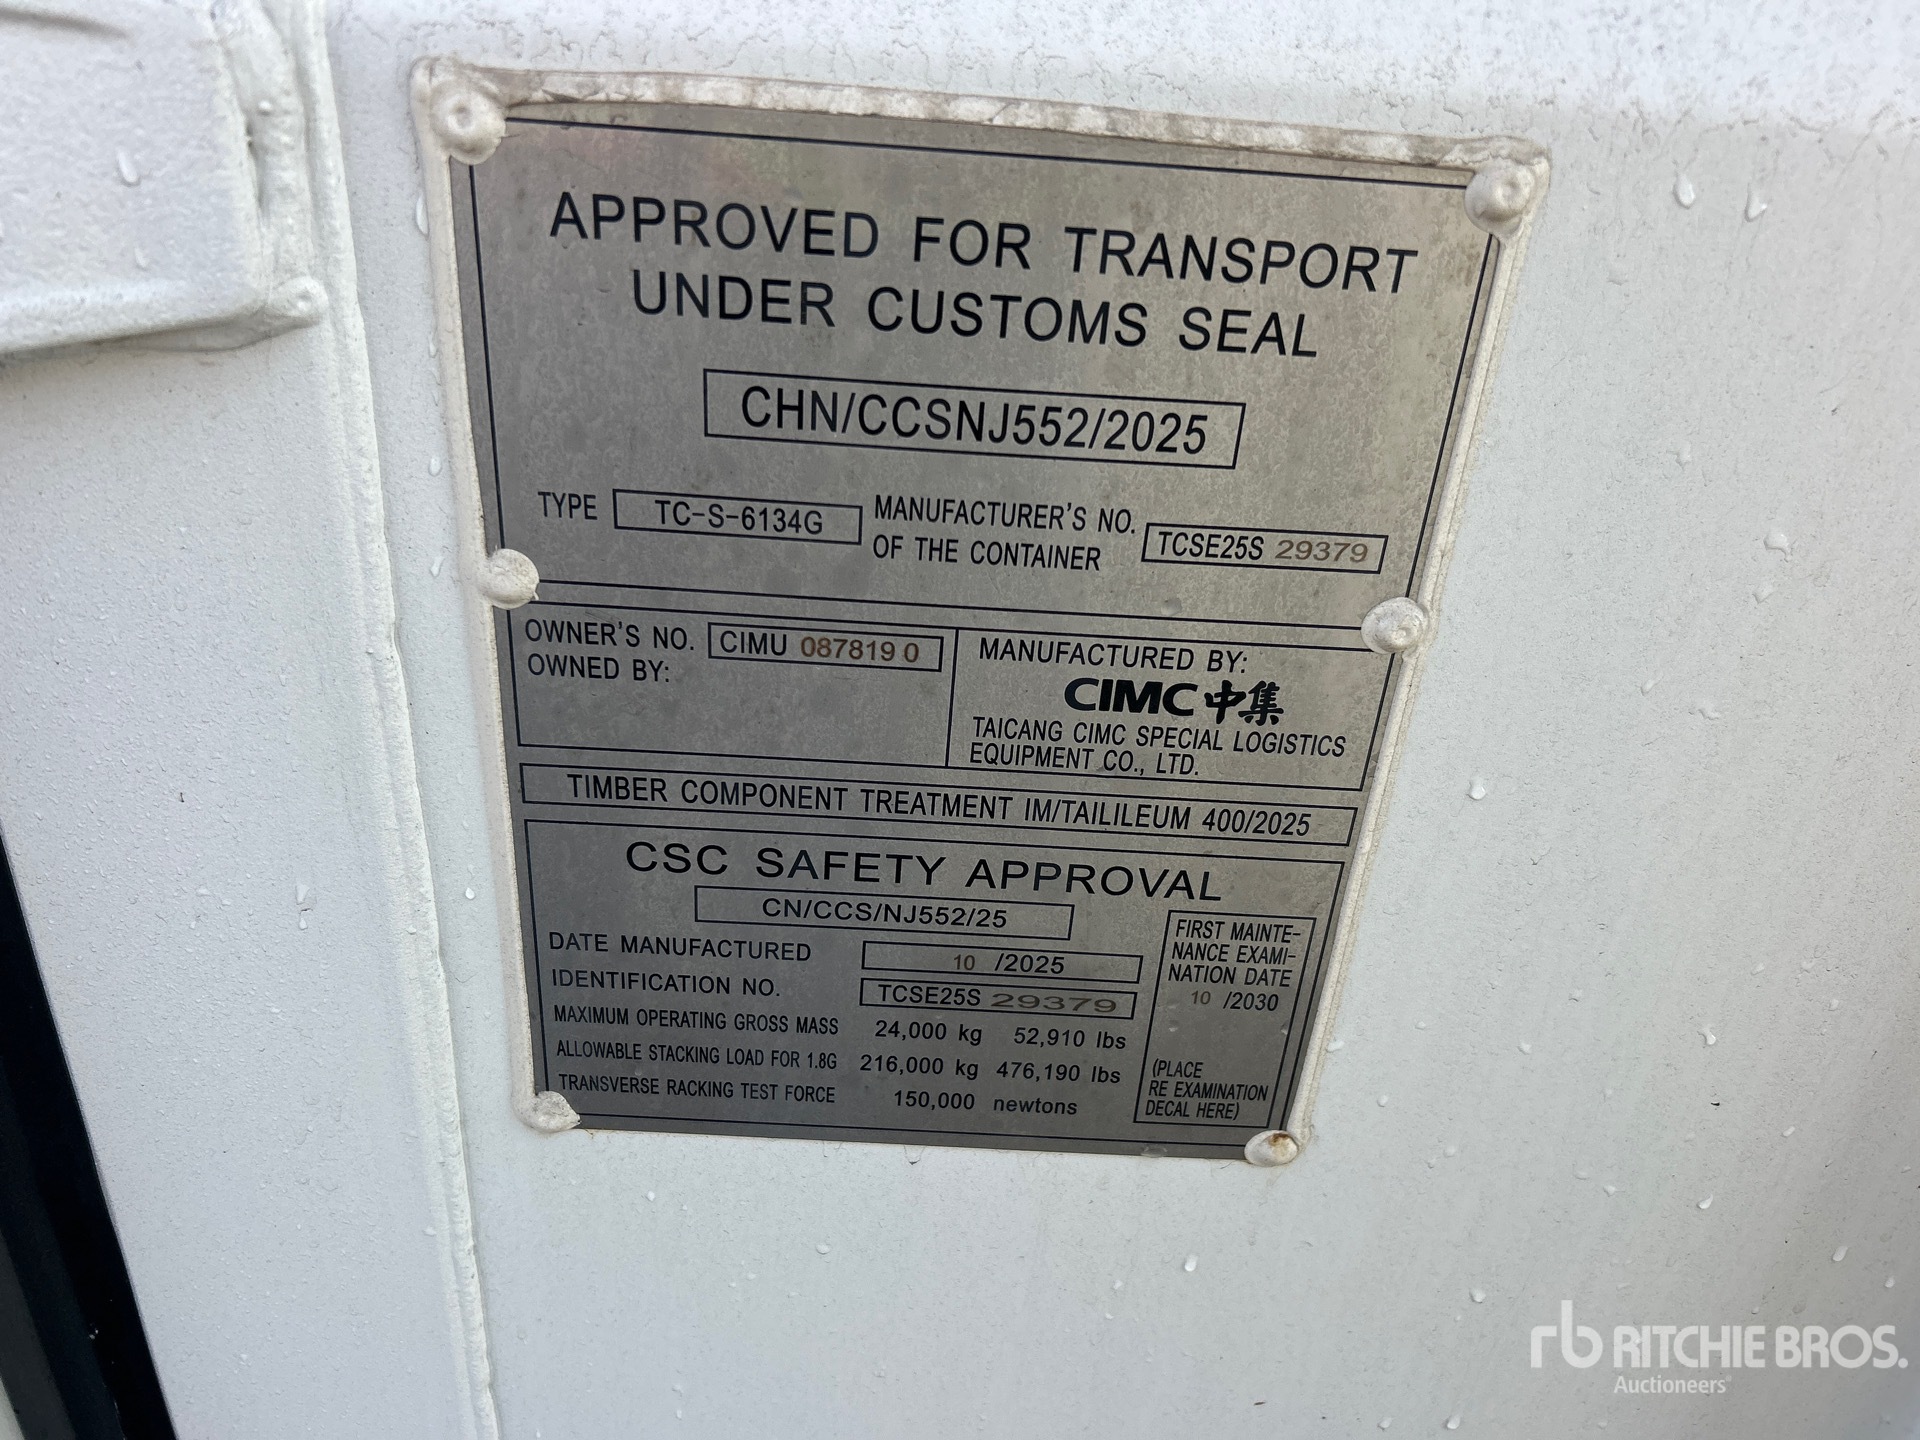 APPROVED FOR TRANSPORT
UNDER CUSTOMS SEAL
CHN/CCSNJ552/2025
TYPE TC-S-6134G MANUFACTURER'S NO.
OF THE CONTAINER TCSE25S 29379
OWNER'S NO. CIMU 087819 0
OWNED BY:
MANUFACTURED BY:
CIMC中集
TAICANG CIMC SPECIAL LOGISTICS
EQUIPMENT CO., LTD.
TIMBER COMPONENT TREATMENT IM/TAILILEUM 400/2025
CSC SAFETY APPROVAL
CN/CCS/NJ552/25
DATE MANUFACTURED 10 /2025
IDENTIFICATION NO. TCSE25S 29379
MAXIMUM OPERATING GROSS MASS 24,000 kg 52,910 lbs
ALLOWABLE STACKING LOAD FOR 1.8G 216,000 kg 476,190 lbs
TRANSVERSE RACKING TEST FORCE 150,000 newtons
FIRST MAINTE-
NANCE EXAMI-
NATION DATE
10 /2030
(PLACE
RE EXAMINATION
DECAL HERE)
rb RITCHIE BROS.
Auctioneers